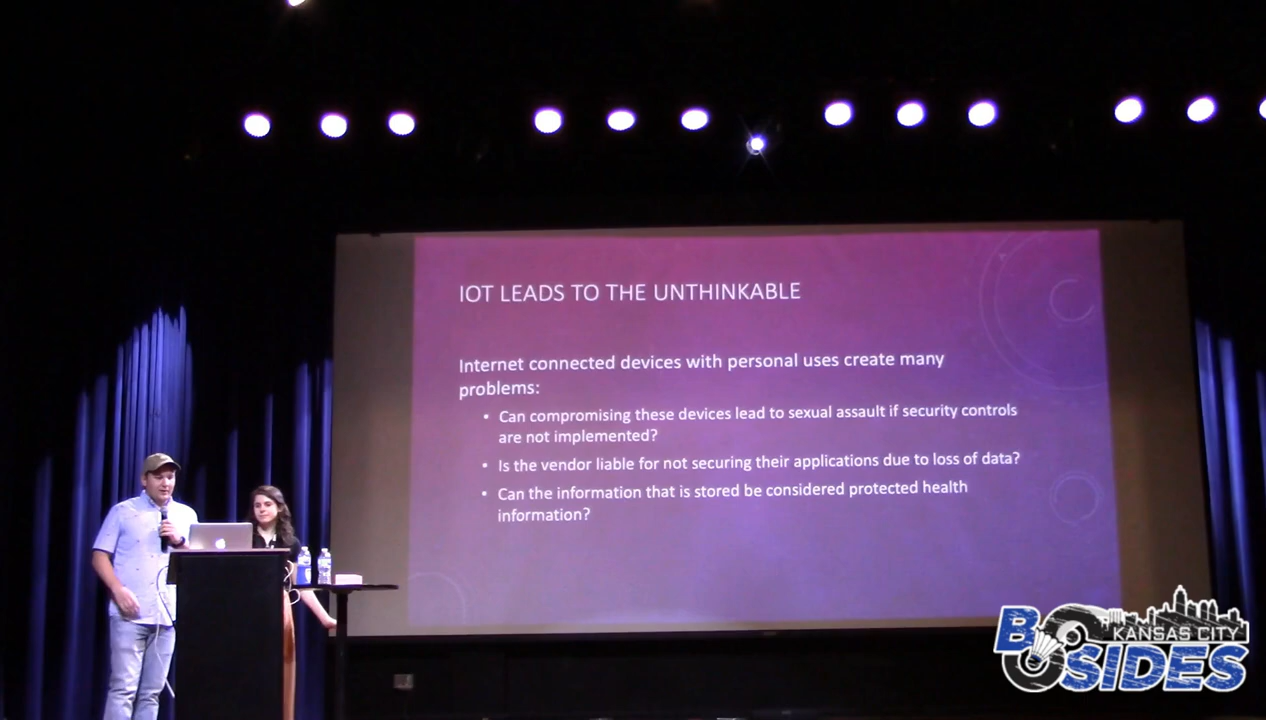 IOT LEADS TO THE UNTHINKABLE
Internet connected devices with personal uses create many
problems:
• Can compromising these devices lead to sexual assault if security controls
are not implemented?
• Is the vendor liable for not securing their applications due to loss of data?
• Can the information that is stored be considered protected health
information?
KANSAS CITY
BSIDES